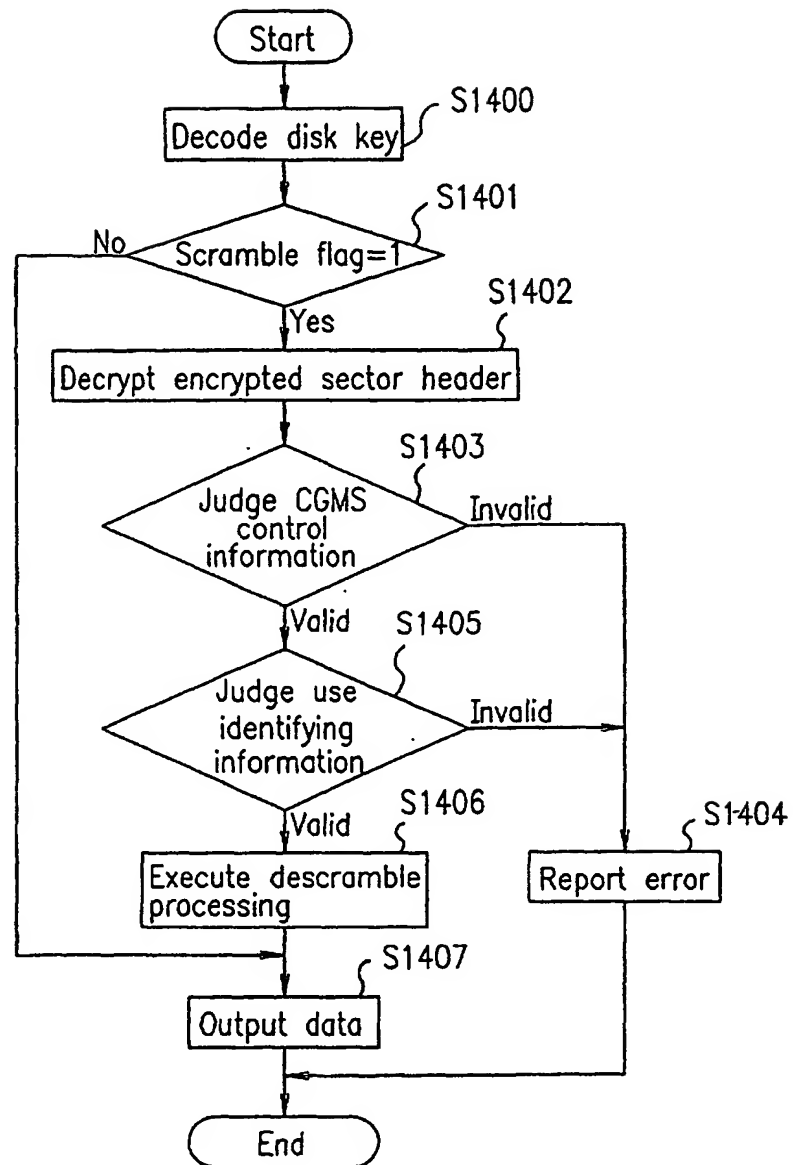 Start
S1400
Decode disk key
S1401
No
Scramble flag=1
S1402
Yes
Decrypt encrypted sector header
S1403
Judge CGMS
control
information
Invalid
Valid
S1405
Judge use
identifying
information
Invalid
S1406
Valid
S1404
Execute descramble
processing
Report error
S1407
Output data
End